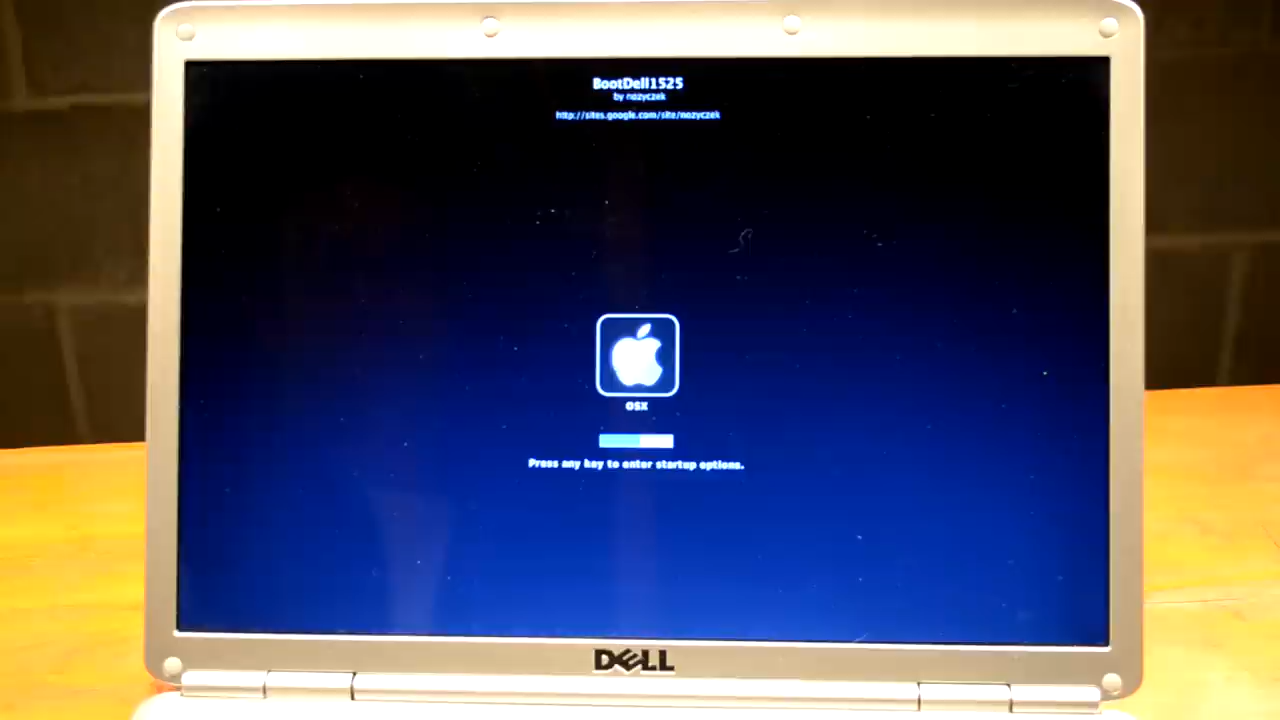 BootDell1525
by nozyczek
http://sites.google.com/site/nozyczek
OSX
Press any key to enter startup options.
DELL